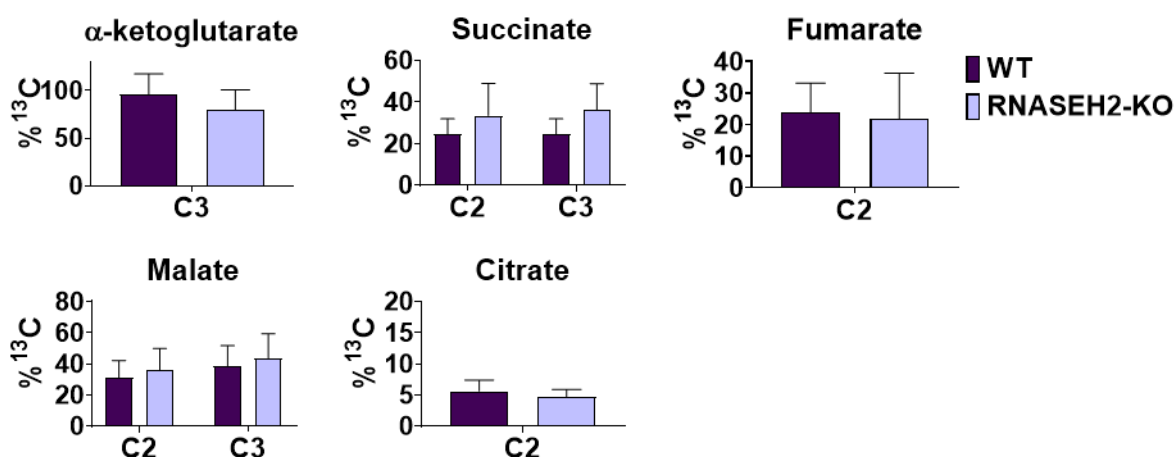 α-ketoglutarate
% ¹³C
100
50
0
C3
Succinate
% ¹³C
60
40
20
0
C2 C3
Fumarate
% ¹³C
40
30
20
10
0
C2
WT
RNASEH2-KO
Malate
% ¹³C
80
60
40
20
0
C2 C3
Citrate
% ¹³C
20
15
10
5
0
C2